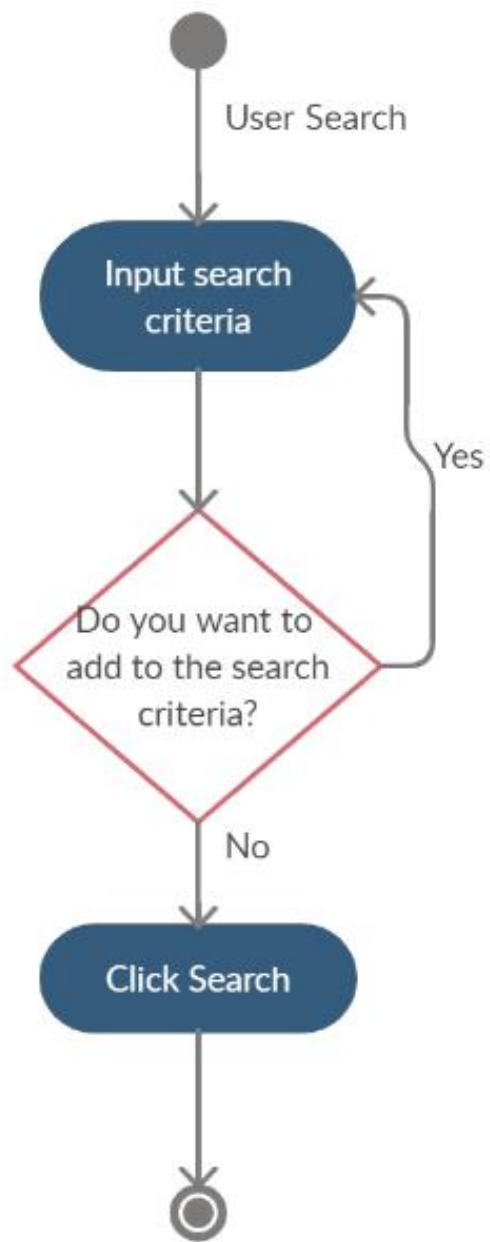 User Search
Input search
criteria
Yes
Do you want to
add to the search
criteria?
No
Click Search